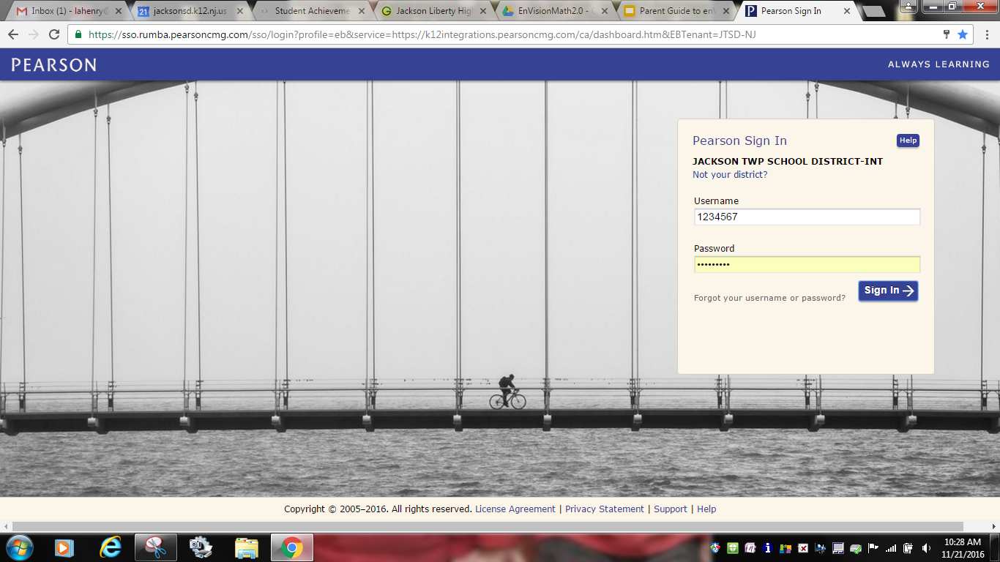 Inbox (1) - lahenry@
21 jacksonsd.k12.nj.us
Student Achieveme
Jackson Liberty Hig
EnVisionMath2.0 -
Parent Guide to en
Pearson Sign In
https://sso.rumba.pearsoncmg.com/sso/login?profile=eb&service=https://k12integrations.pearsoncmg.com/ca/dashboard.htm&EBTenant=JTSD-NJ
PEARSON
ALWAYS LEARNING
Pearson Sign In
Help
JACKSON TWP SCHOOL DISTRICT-INT
Not your district?
Username
1234567
Password
•••••••••
Forgot your username or password?
Sign In
Copyright © 2005–2016. All rights reserved. License Agreement | Privacy Statement | Support | Help
10:28 AM
11/21/2016